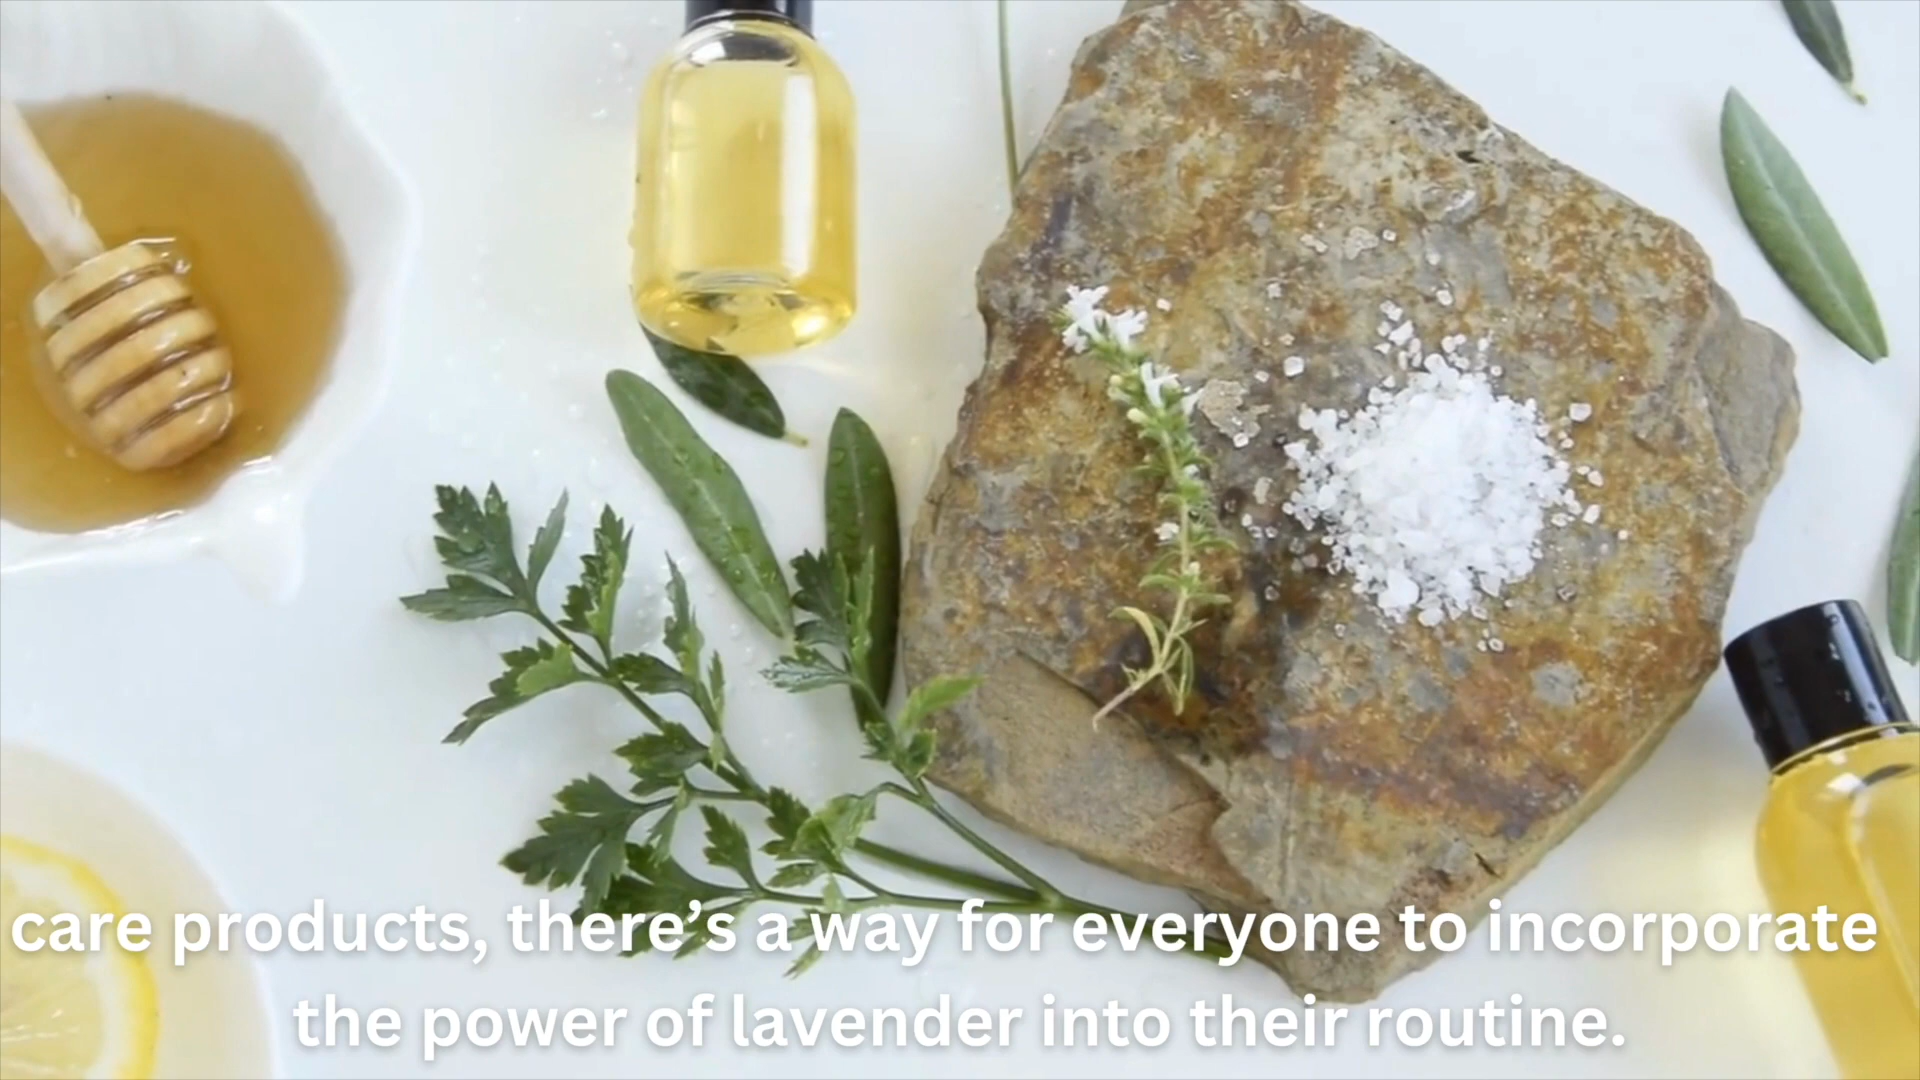 care products, there’s a way for everyone to incorporate
the power of lavender into their routine.